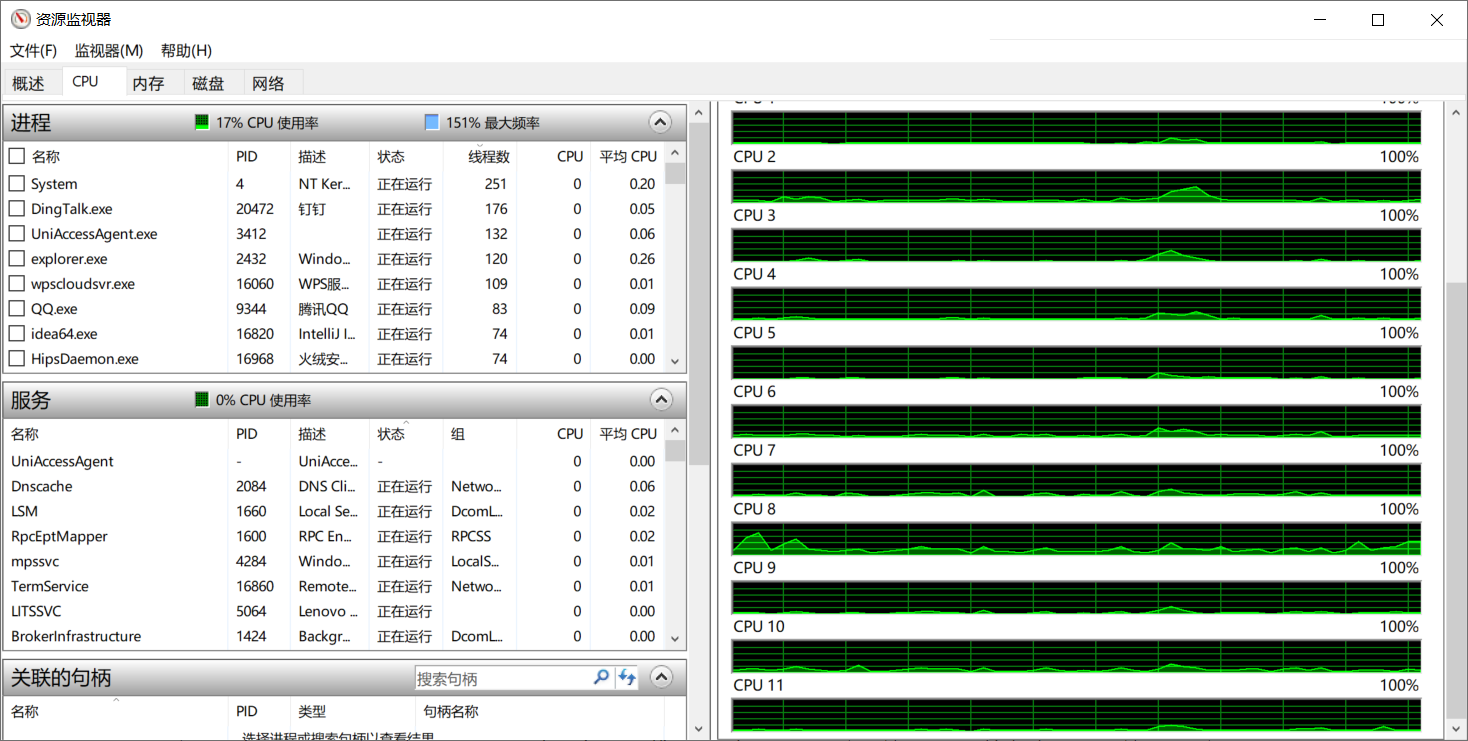 资源监视器
文件(F) 监视器(M) 帮助(H)
概述 CPU 内存 磁盘 网络
进程 17% CPU 使用率 151% 最大频率
名称 PID 描述 状态 线程数 CPU 平均 CPU
System 4 NT Ker... 正在运行 251 0 0.20
DingTalk.exe 20472 钉钉 正在运行 176 0 0.05
UniAccessAgent.exe 3412 正在运行 132 0 0.06
explorer.exe 2432 Windo... 正在运行 120 0 0.26
wpscloudsvr.exe 16060 WPS服... 正在运行 109 0 0.01
QQ.exe 9344 腾讯QQ 正在运行 83 0 0.09
idea64.exe 16820 IntelliJ I... 正在运行 74 0 0.01
HipsDaemon.exe 16968 火绒安... 正在运行 74 0 0.00
服务 0% CPU 使用率
名称 PID 描述 状态 组 CPU 平均 CPU
UniAccessAgent - UniAcce... - 0 0.00
Dnscache 2084 DNS Cli... 正在运行 Netwo... 0 0.06
LSM 1660 Local Se... 正在运行 DcomL... 0 0.02
RpcEptMapper 1600 RPC En... 正在运行 RPCSS 0 0.02
mpssvc 4284 Windo... 正在运行 LocalS... 0 0.01
TermService 16860 Remote... 正在运行 Netwo... 0 0.01
LITSSVC 5064 Lenovo ... 正在运行 0 0.00
BrokerInfrastructure 1424 Backgr... 正在运行 DcomL... 0 0.00
关联的句柄 搜索句柄
名称 PID 类型 句柄名称
选择进程或搜索句柄以查看结果
CPU 1 100%
CPU 2 100%
CPU 3 100%
CPU 4 100%
CPU 5 100%
CPU 6 100%
CPU 7 100%
CPU 8 100%
CPU 9 100%
CPU 10 100%
CPU 11 100%